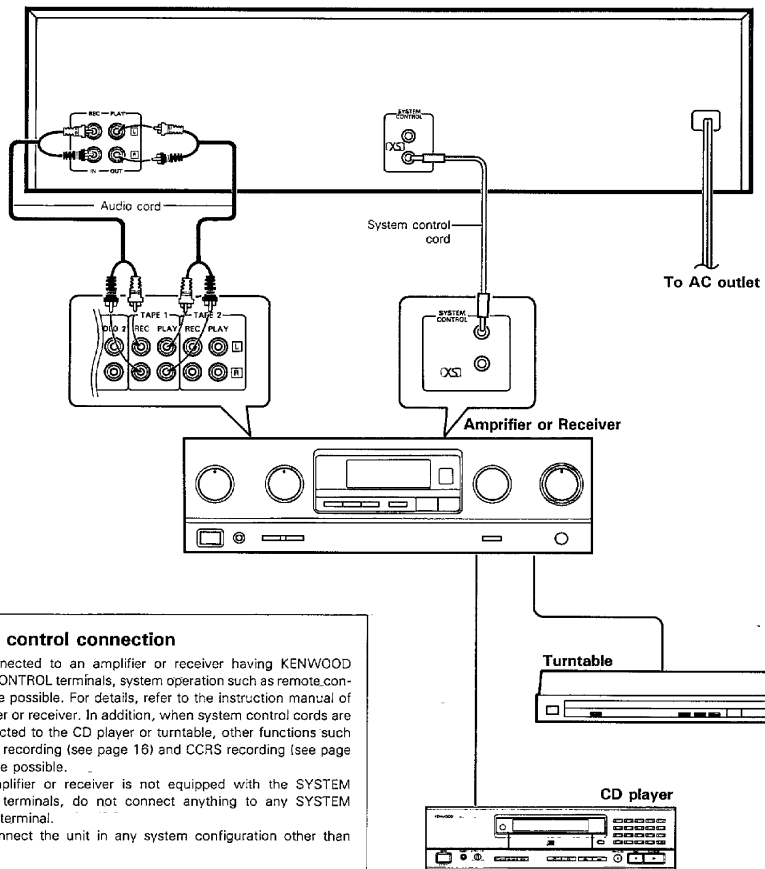 REC PLAY
L
R
IN OUT
SYSTEM
CONTROL
Audio cord
System control
cord
To AC outlet
TAPE 1 TAPE 2
2 REC PLAY REC PLAY
L
R
SYSTEM
CONTROL
Amprifier or Receiver
control connection
nected to an amplifier or receiver having KENWOOD
ONTROL terminals, system operation such as remote con-
e possible. For details, refer to the instruction manual of
er or receiver. In addition, when system control cords are
cted to the CD player or turntable, other functions such
recording (see page 16) and CCRS recording (see page
e possible.
mplifier or receiver is not equipped with the SYSTEM
terminals, do not connect anything to any SYSTEM
terminal.
nnect the unit in any system configuration other than
Turntable
CD player
KENWOOD